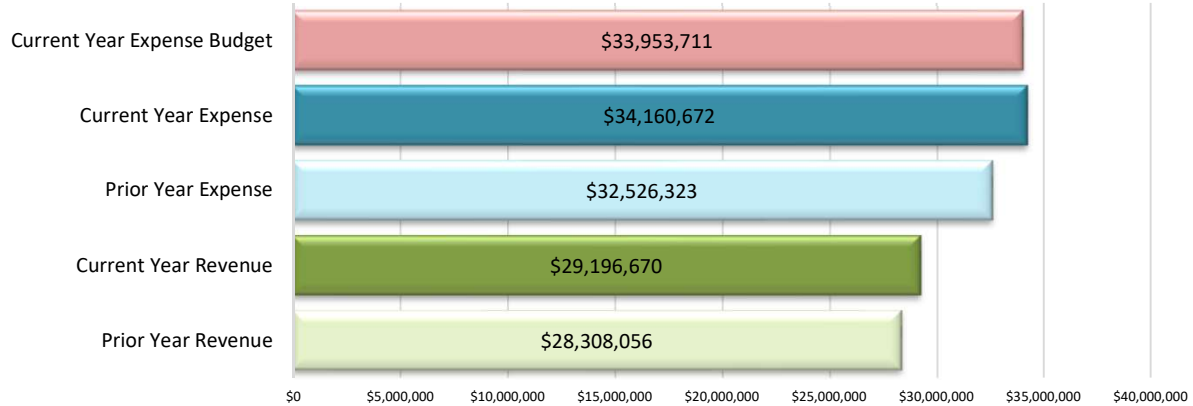 Current Year Expense Budget
$33,953,711
Current Year Expense
$34,160,672
Prior Year Expense
$32,526,323
Current Year Revenue
$29,196,670
Prior Year Revenue
$28,308,056
$0 $5,000,000 $10,000,000 $15,000,000 $20,000,000 $25,000,000 $30,000,000 $35,000,000 $40,000,000